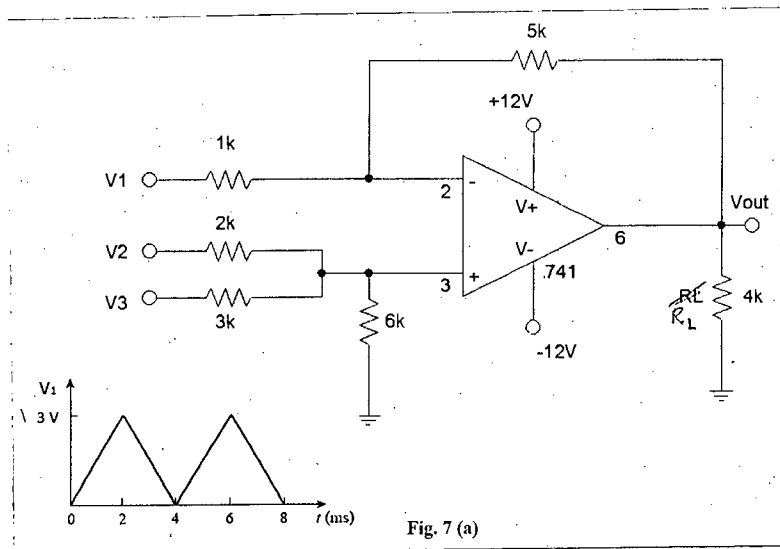 5k
+12V
1k
V1
2
-
V+
Vout
2k
V2
V-
6
V3
3
+
741
3k
6k
RL 4k
RL
-12V
V1
3 V
0 2 4 6 8 t (ms)
Fig. 7 (a)